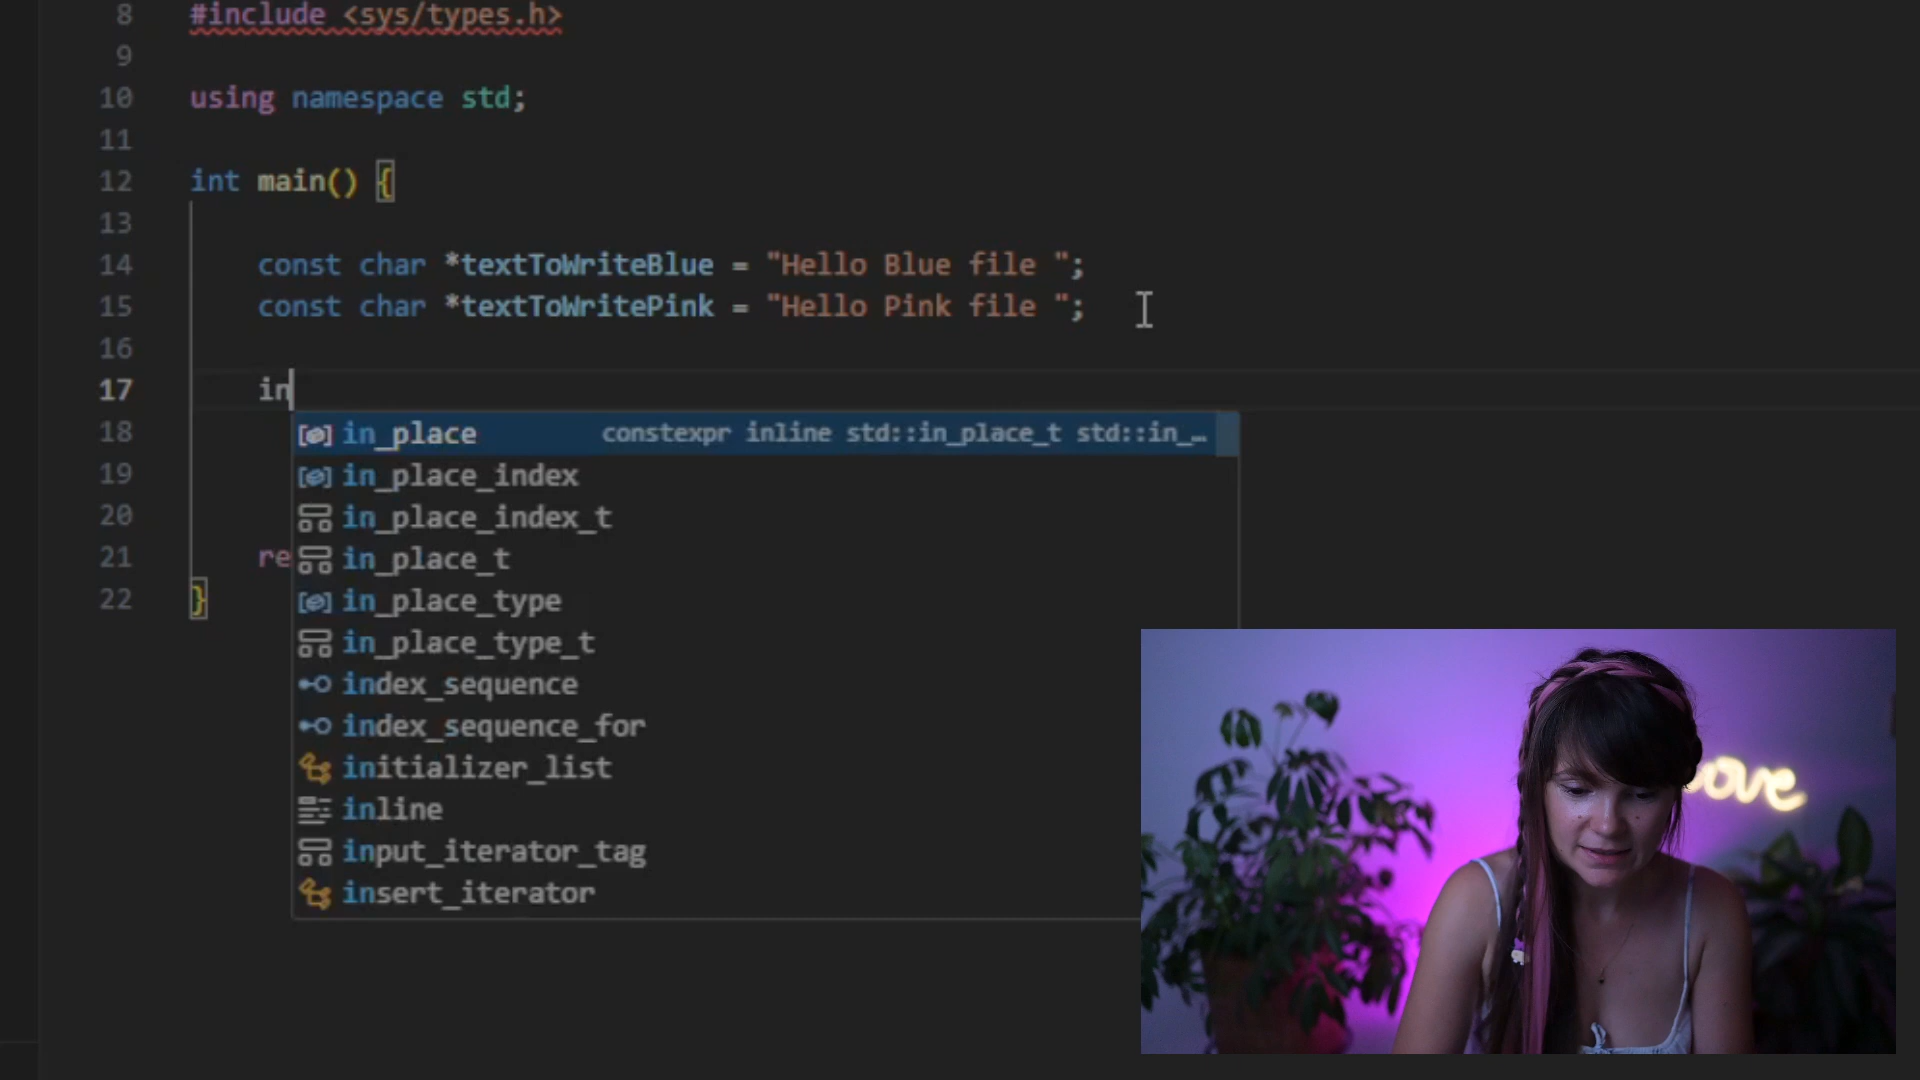 8 #include <sys/types.h>
9
10 using namespace std;
11
12 int main() {
13
14 const char *textToWriteBlue = "Hello Blue file ";
15 const char *textToWritePink = "Hello Pink file ";
16
17 in
18 in_place constexpr inline std::in_place_t std::in_…
19 in_place_index
20 in_place_index_t
21 re in_place_t
22 } in_place_type
in_place_type_t
index_sequence
index_sequence_for
initializer_list
inline
input_iterator_tag
insert_iterator
ove